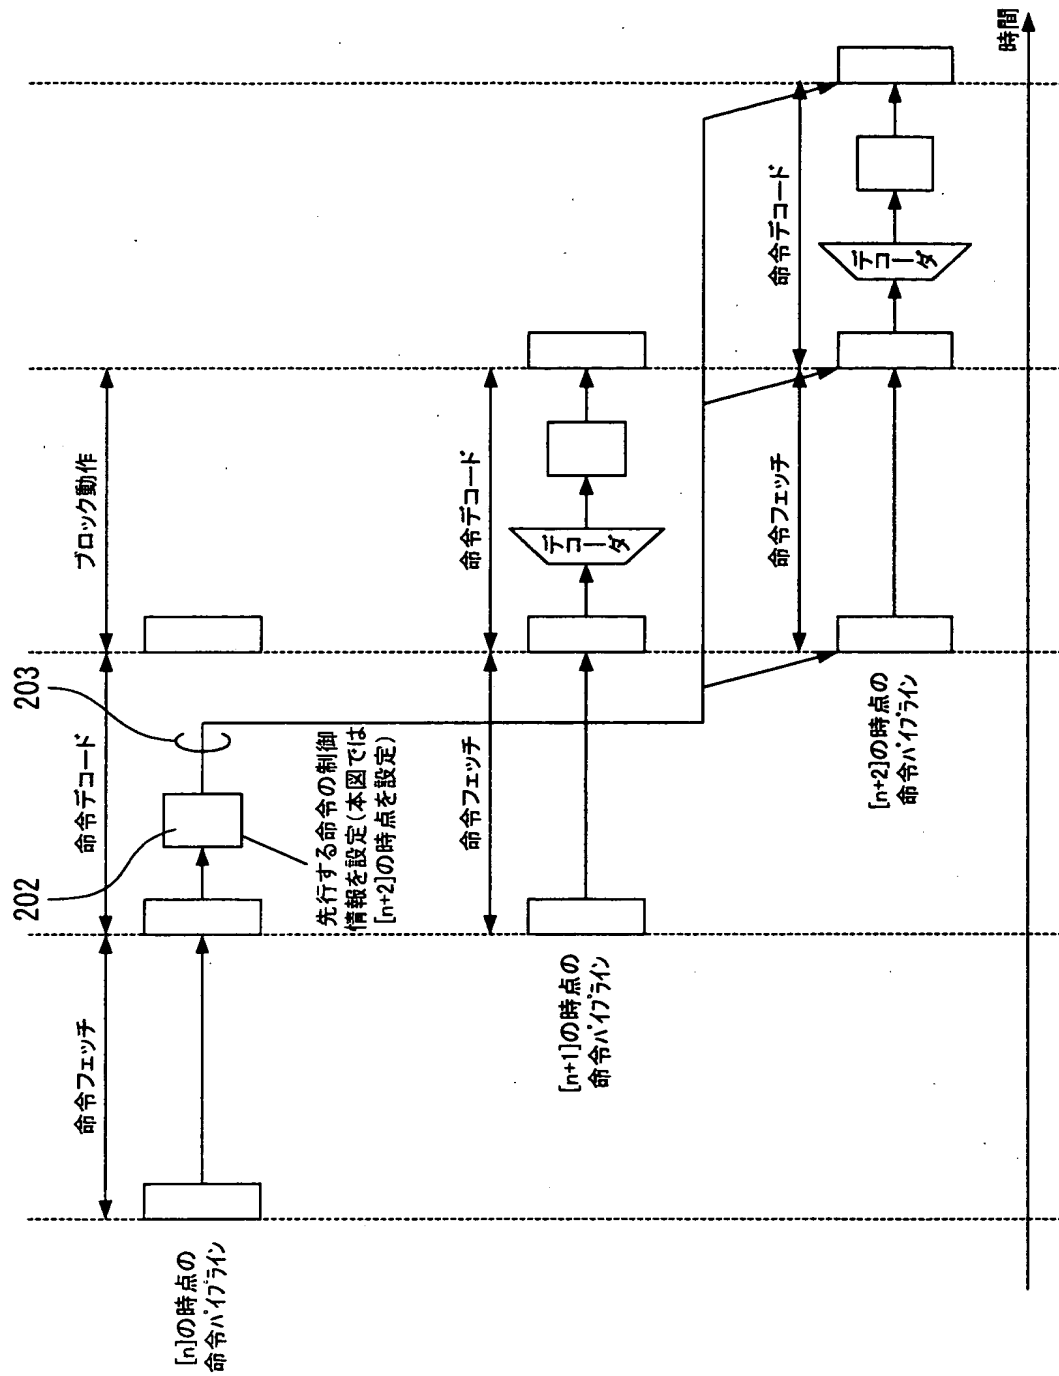 202
203
命令フェッチ
命令デコード
ブロック動作
[n]の時点の
命令パイプライン
先行する命令の制御
情報を設定(本図では
[n+2]の時点を設定)
命令フェッチ
命令デコード
デコーダ
[n+1]の時点の
命令パイプライン
命令フェッチ
命令デコード
デコーダ
[n+2]の時点の
命令パイプライン
時間